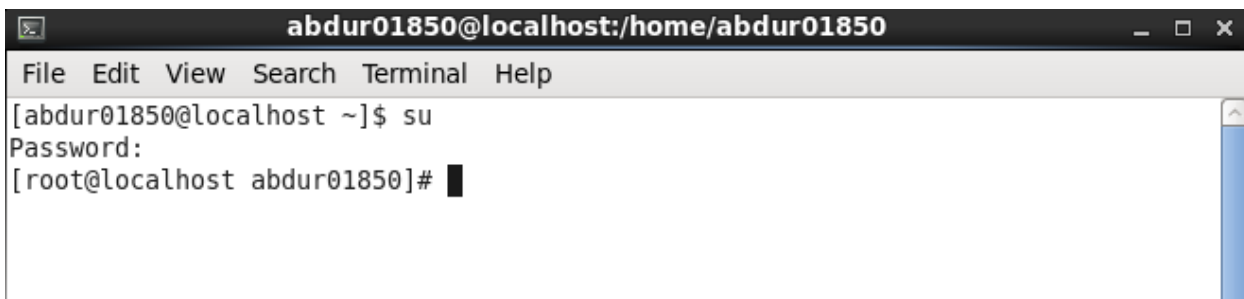 abdur01850@localhost:/home/abdur01850
File Edit View Search Terminal Help
[abdur01850@localhost ~]$ su
Password:
[root@localhost abdur01850]#